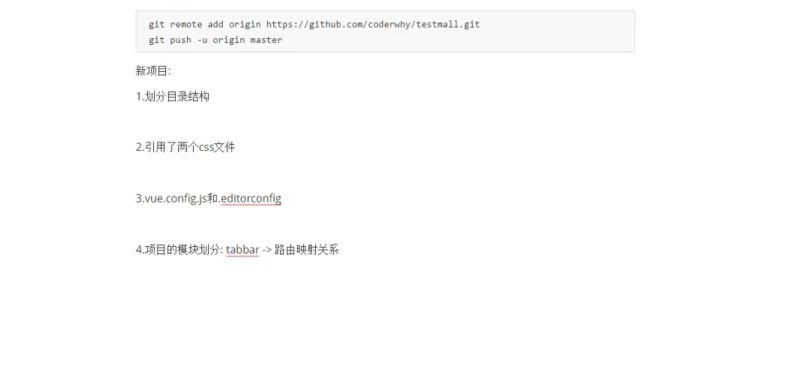 git remote add origin https://github.com/coderwhy/testmall.git
git push -u origin master
新项目:
1.划分目录结构
2.引用了两个css文件
3.vue.config.js和.editorconfig
4.项目的模块划分: tabbar -> 路由映射关系